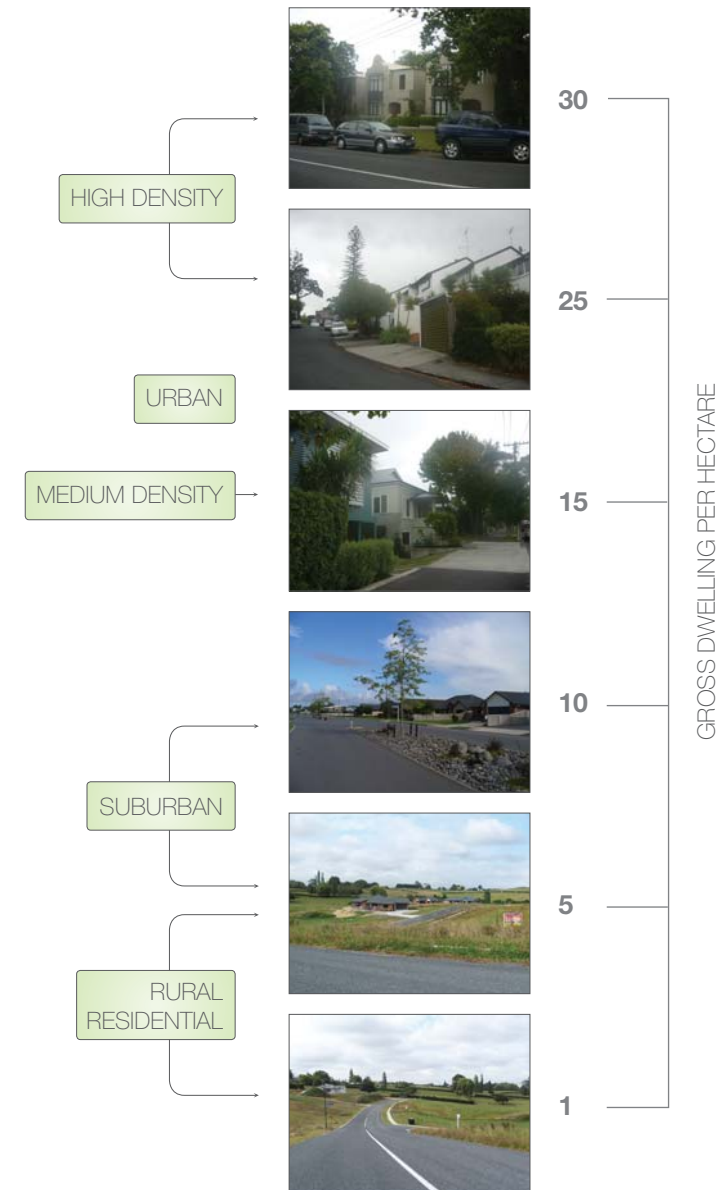 30
HIGH DENSITY
25
URBAN
MEDIUM DENSITY
15
10
SUBURBAN
5
RURAL
RESIDENTIAL
1
GROSS DWELLING PER HECTARE